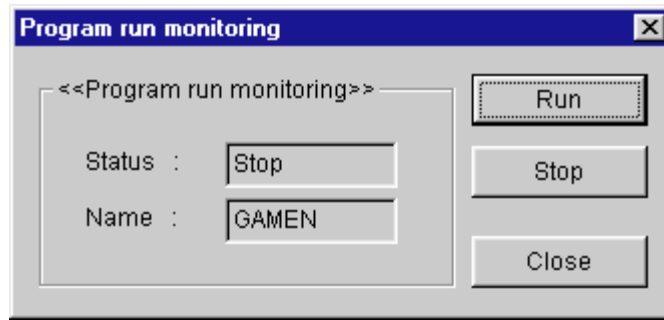 Program run monitoring
<<Program run monitoring>>
Run
Status : Stop
Stop
Name : GAMEN
Close